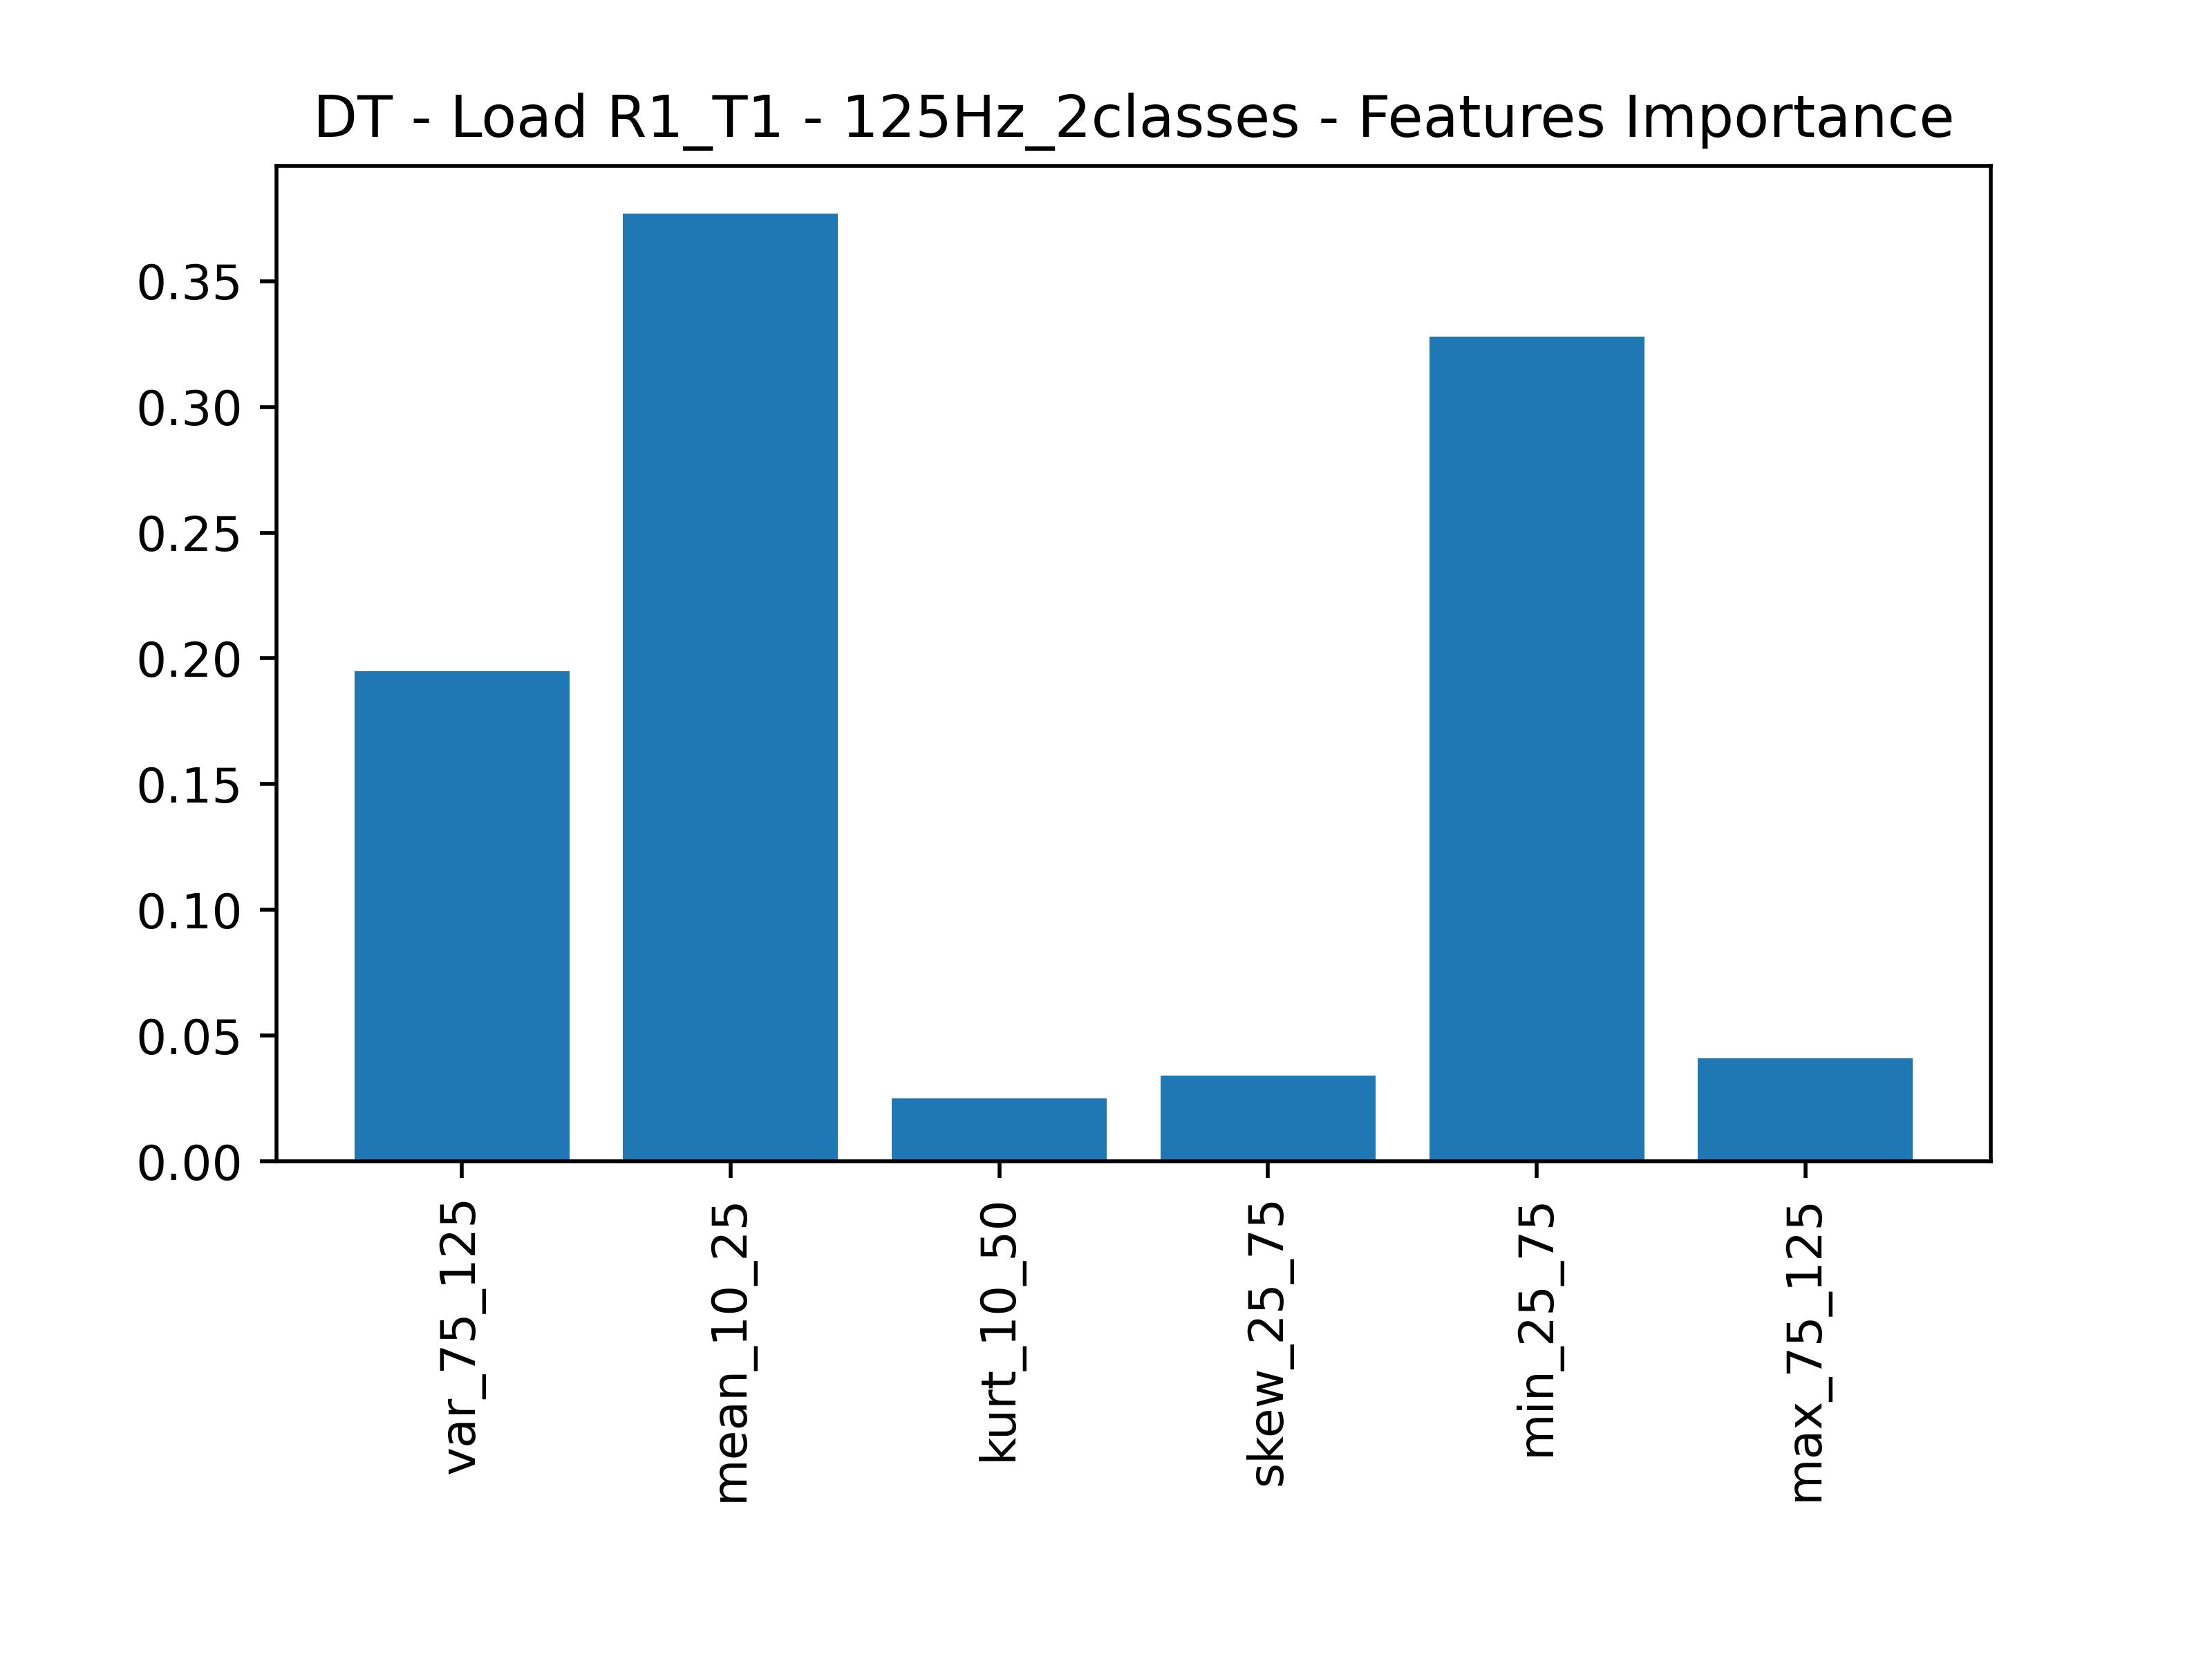 DT - Load R1_T1 - 125Hz_2classes - Features Importance
0.35
0.30
0.25
0.20
0.15
0.10
0.05
0.00
var_75_125
mean_10_25
kurt_10_50
skew_25_75
min_25_75
max_75_125